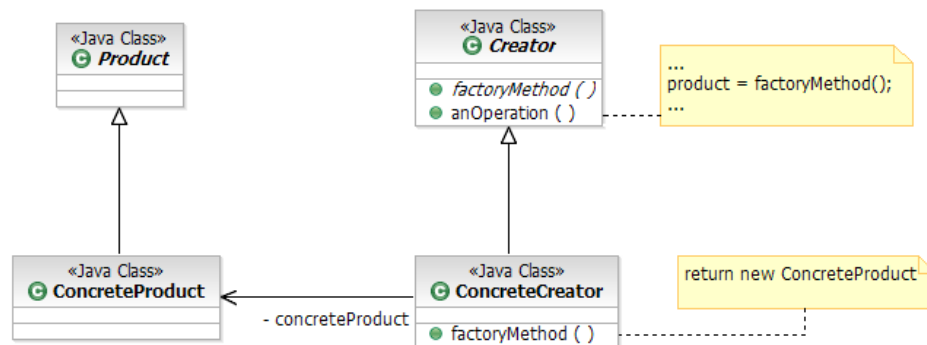 «Java Class»
Product
«Java Class»
Creator
factoryMethod ( )
anOperation ( )
...
product = factoryMethod();
...
«Java Class»
ConcreteProduct
- concreteProduct
«Java Class»
ConcreteCreator
factoryMethod ( )
return new ConcreteProduct